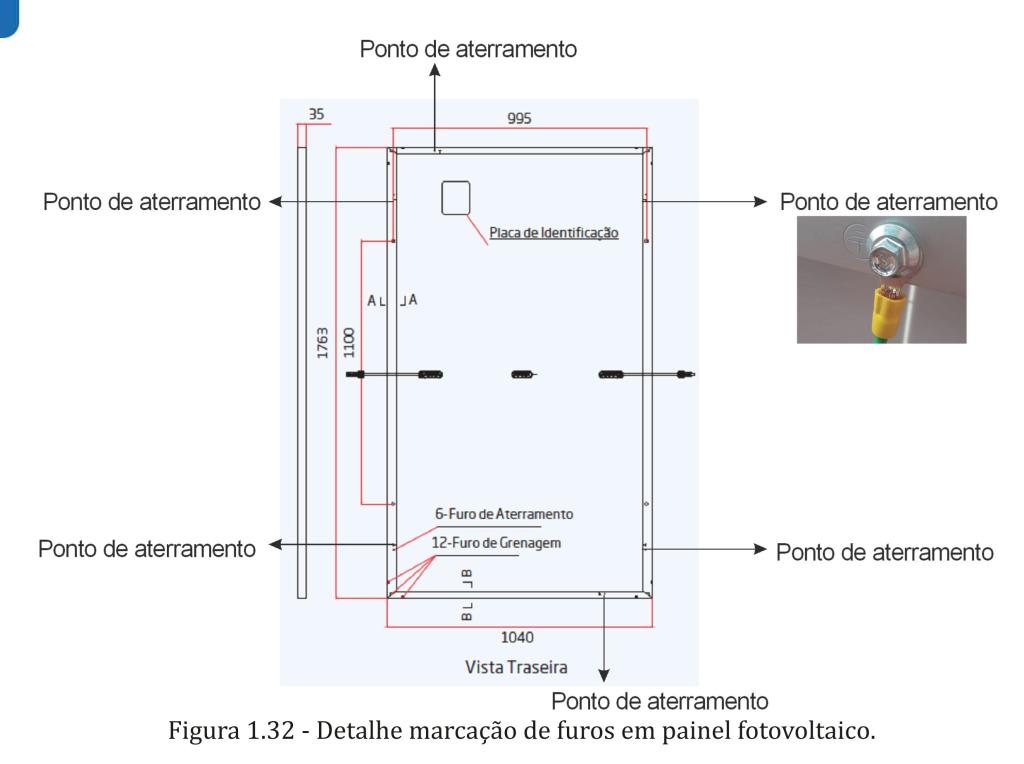 Ponto de aterramento
35
995
Ponto de aterramento
Ponto de aterramento
Placa de Identificação
A
A
1763
1100
6-Furo de Aterramento
12-Furo de Grenagem
Ponto de aterramento
Ponto de aterramento
B
B
1040
Vista Traseira
Ponto de aterramento
Figura 1.32 - Detalhe marcação de furos em painel fotovoltaico.